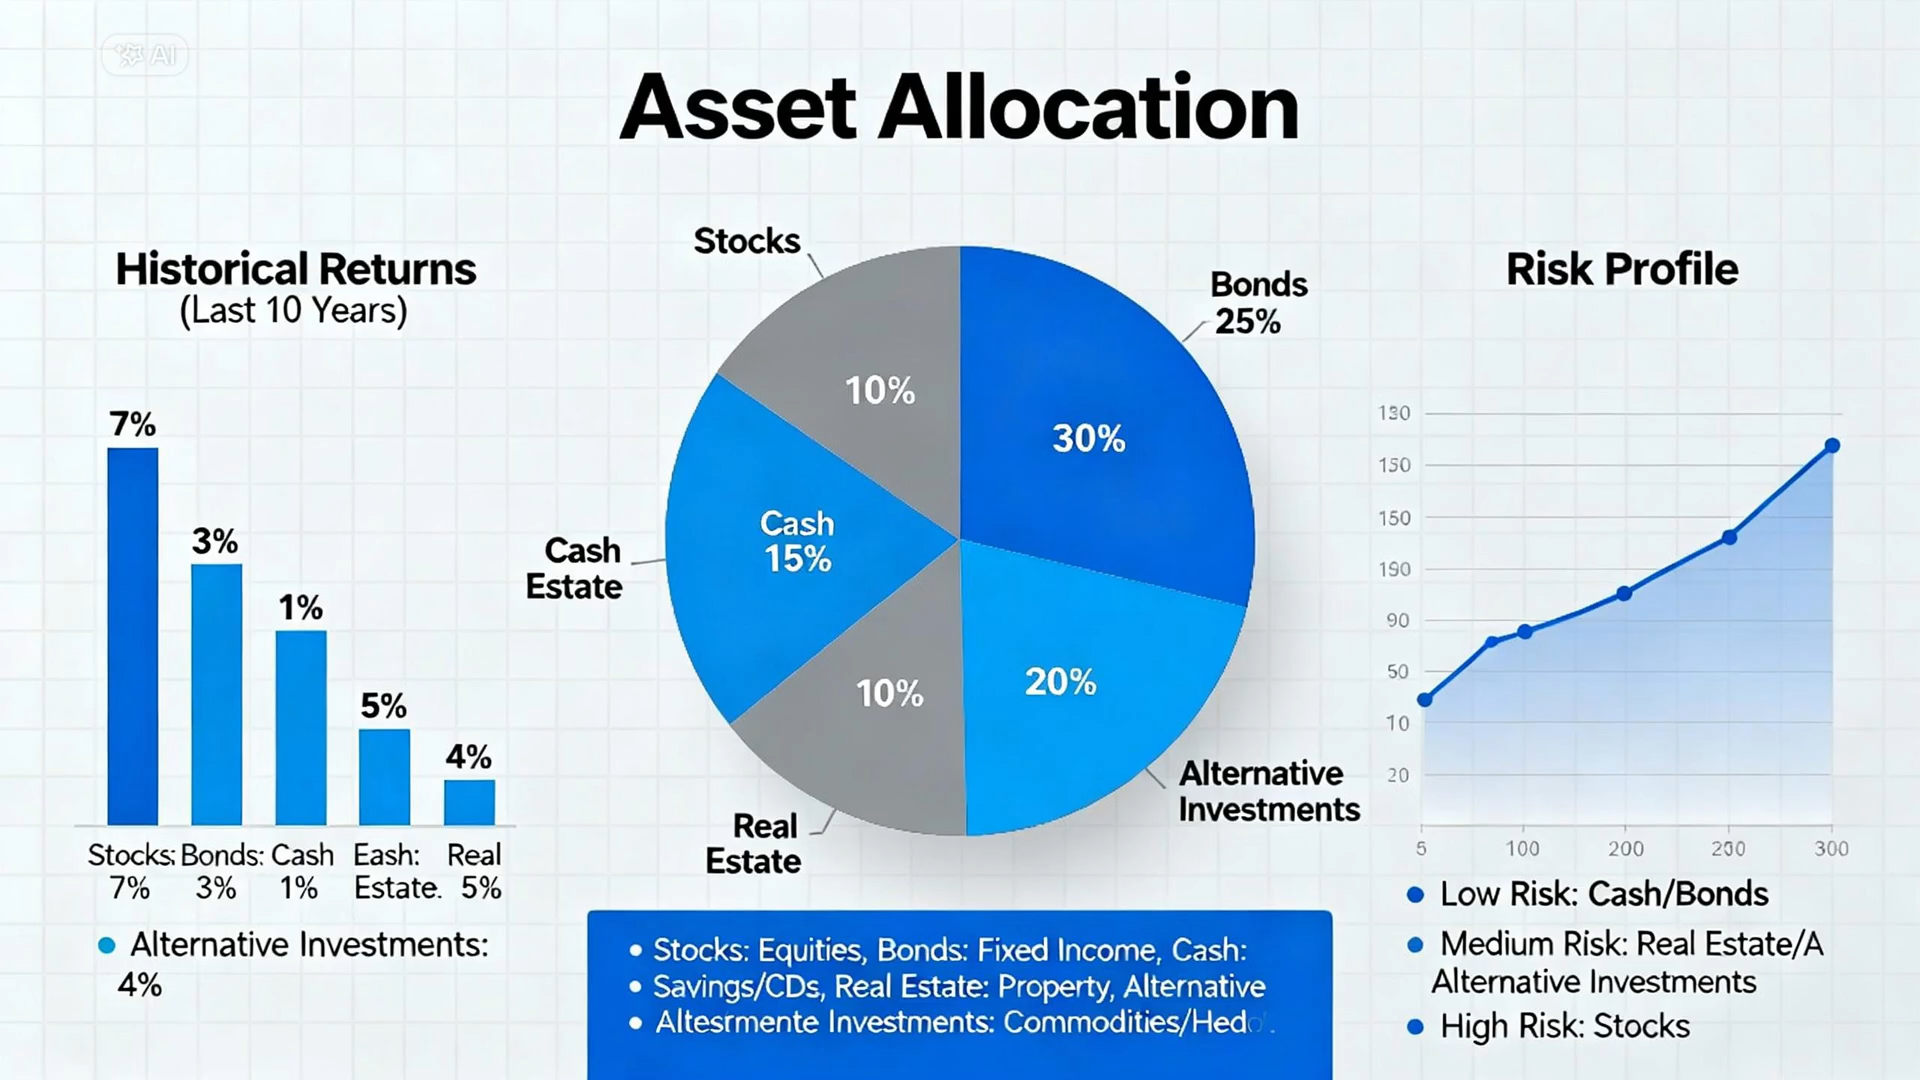 AI
Asset Allocation
Historical Returns
(Last 10 Years)
7%
3%
1%
5%
4%
Stocks: Bonds: Cash Eash: Real
7% 3% 1% Estate. 5%
Alternative Investments:
4%
Stocks
Bonds
25%
10%
30%
Cash
15%
Cash
Estate
10%
20%
Real
Estate
Alternative
Investments
• Stocks: Equities, Bonds: Fixed Income, Cash:
• Savings/CDs, Real Estate: Property, Alternative
• Altesrmente Investments: Commodities/Hed
Risk Profile
130
150
150
190
90
50
10
20
5 100 200 250 300
Low Risk: Cash/Bonds
Medium Risk: Real Estate/A
Alternative Investments
High Risk: Stocks